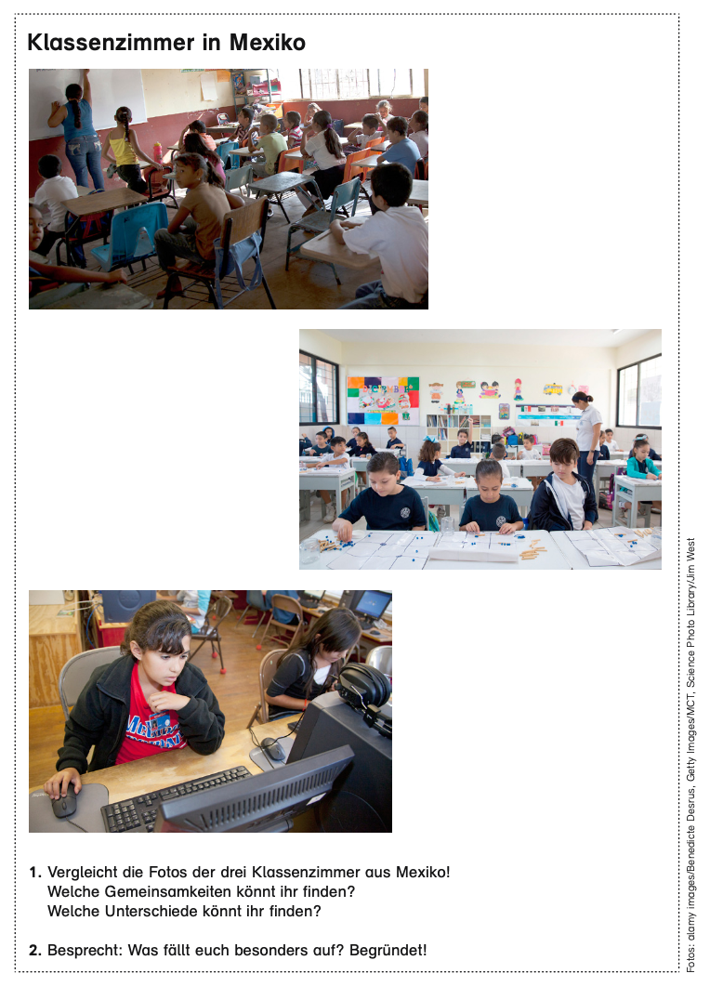 Klassenzimmer in Mexiko
1. Vergleicht die Fotos der drei Klassenzimmer aus Mexiko!
Welche Gemeinsamkeiten könnt ihr finden?
Welche Unterschiede könnt ihr finden?
2. Besprecht: Was fällt euch besonders auf? Begründet!
Fotos: alamy images/Benedicte Desrus, Getty Images/MCT, Science Photo Library/Jim West